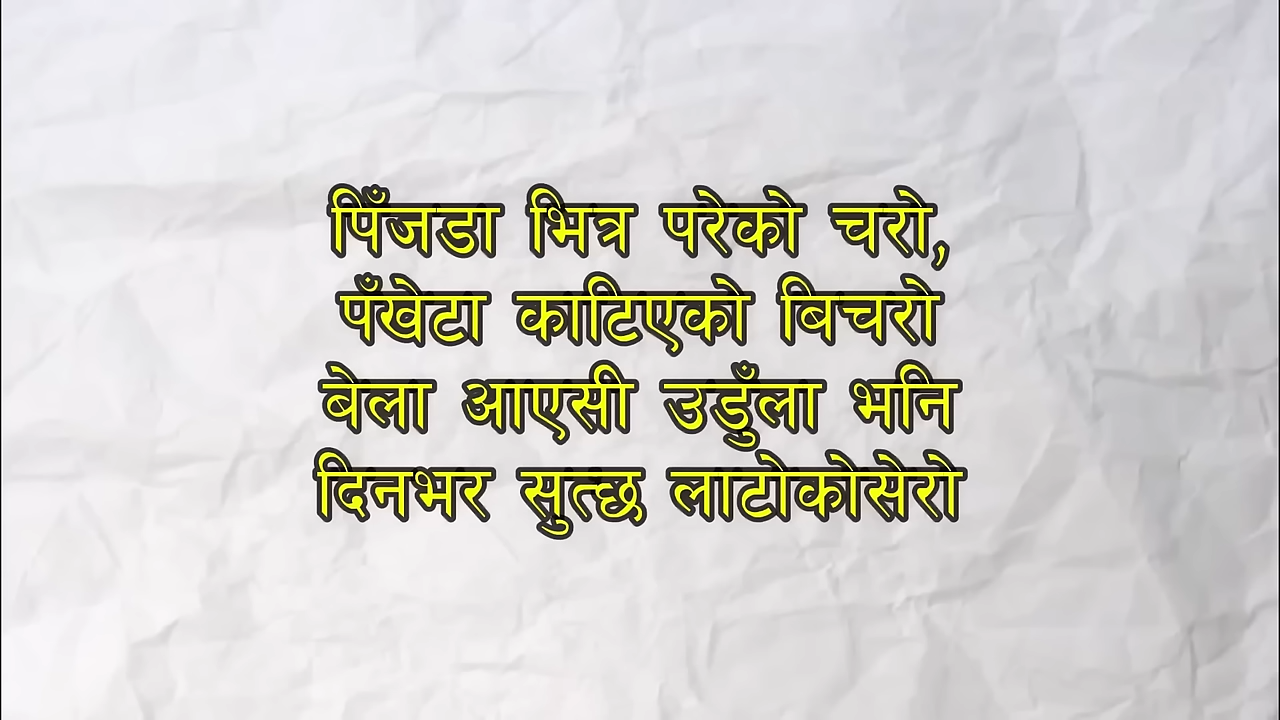 पिँजडा भित्र परेको चरो,
पँखेटा काटिएको बिचरो
बेला आएसी उडुँला भनि
दिनभर सुत्छ लाटोकोसेरो